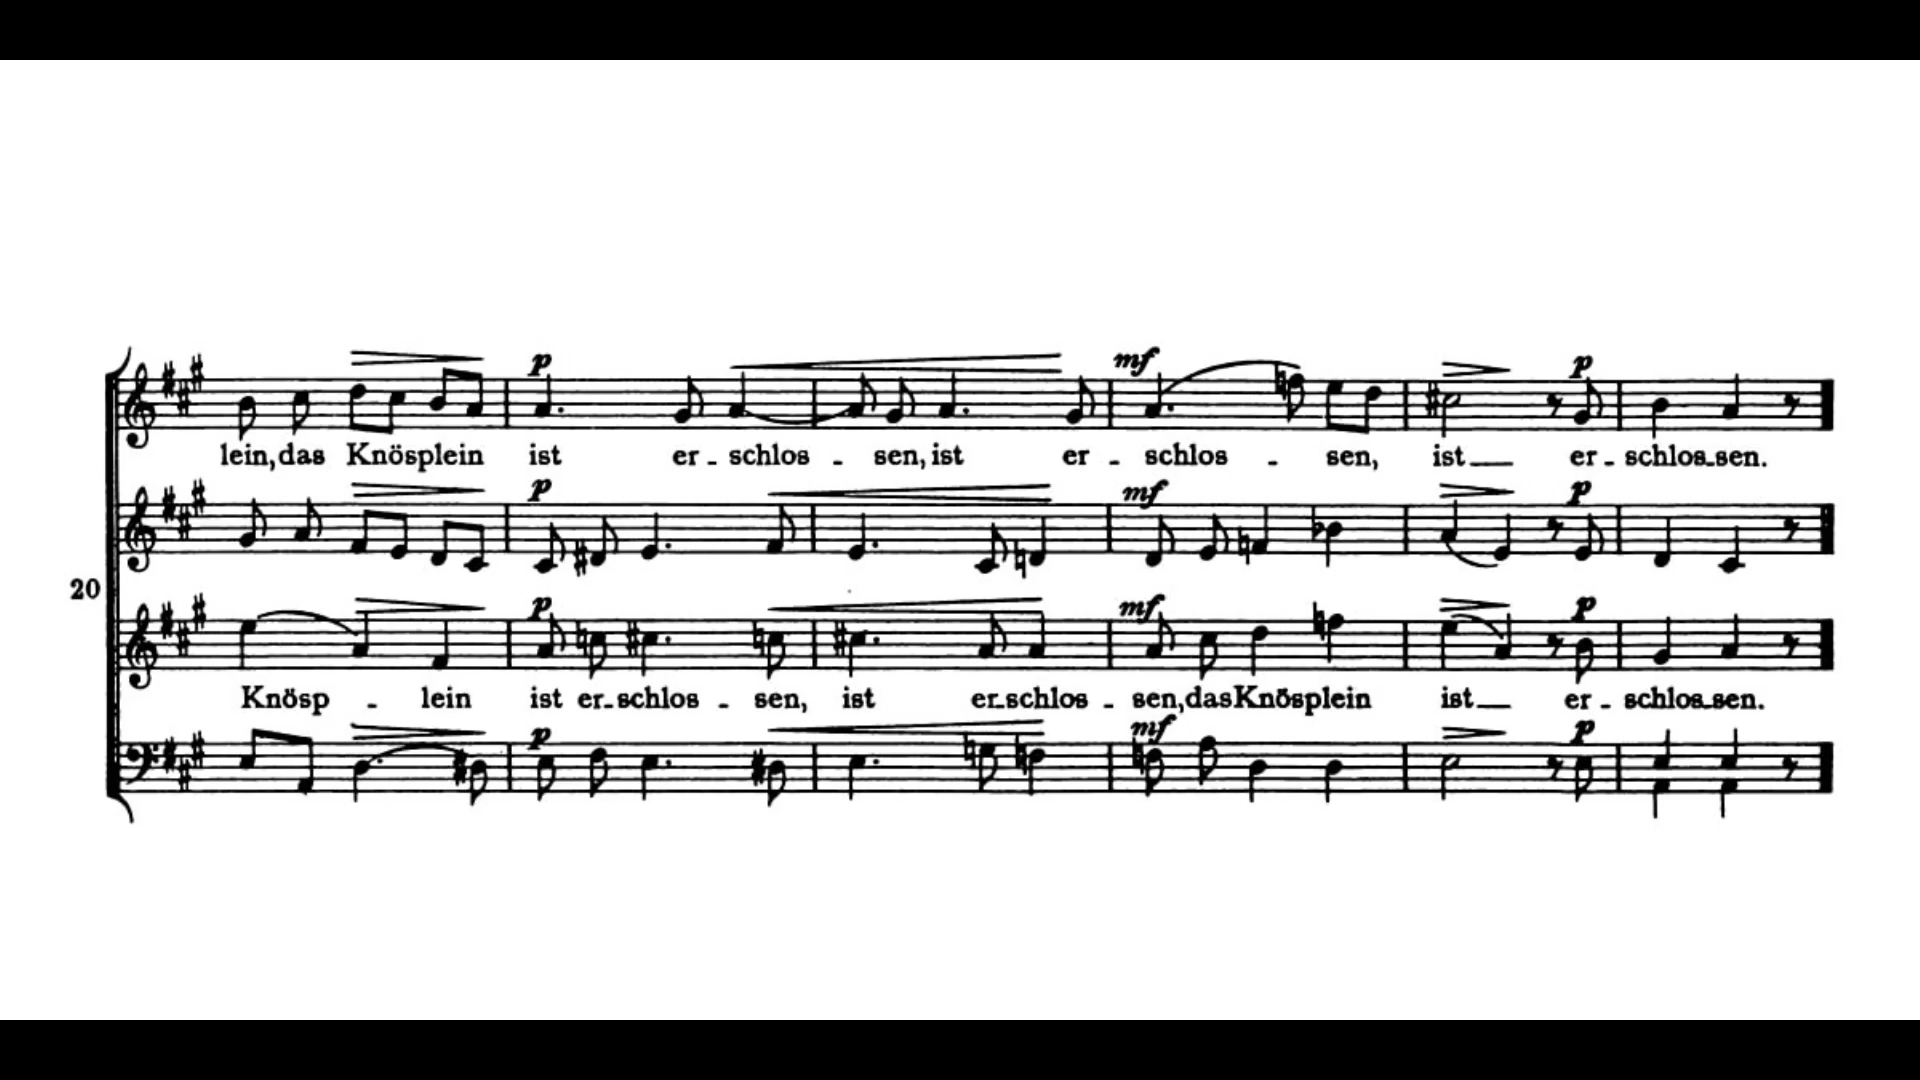 p mf p
lein, das Knösplein ist er - schlos - sen, ist er - schlos - sen, ist er - schlos sen.
p mf p
20
p mf p
Knösp - lein ist er schlos - sen, ist er schlos - sen, das Knösplein ist er - schlos sen.
p mf p